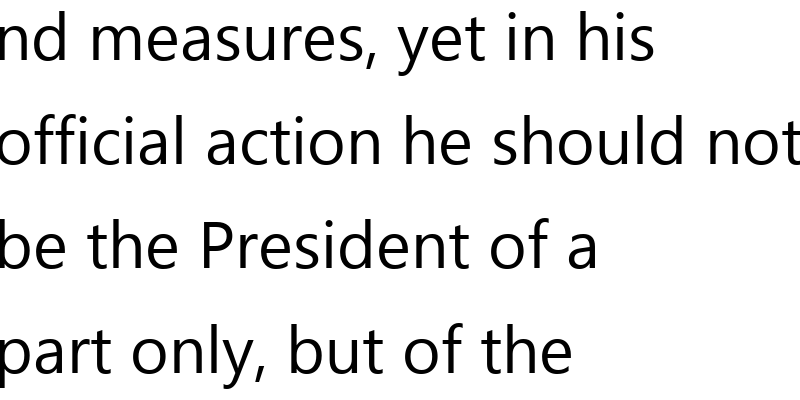 nd measures, yet in his
official action he should not
be the President of a
part only, but of the